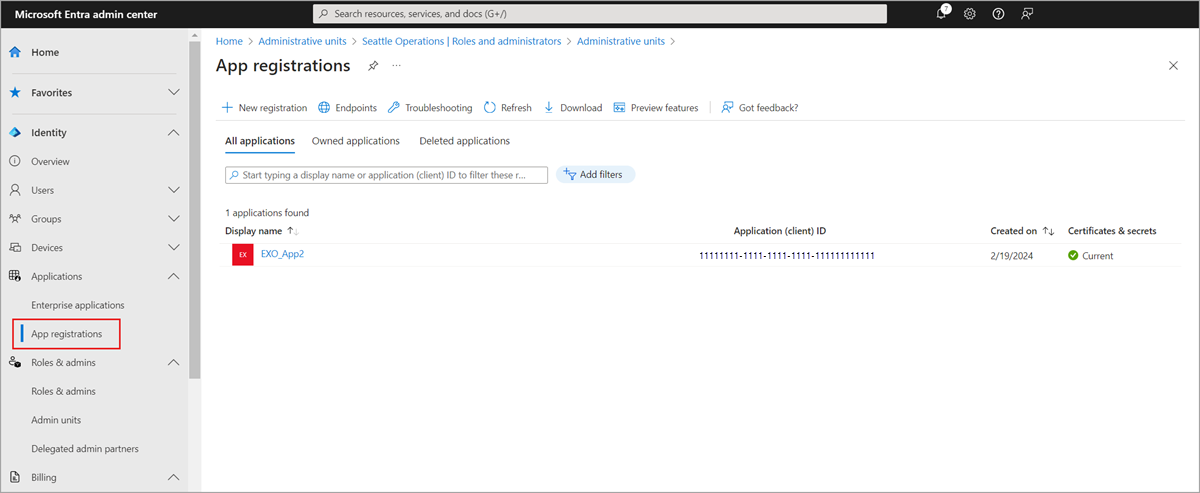 Microsoft Entra admin center
Search resources, services, and docs (G+/)
7
Home
Favorites
Identity
Overview
Users
Groups
Devices
Applications
Enterprise applications
App registrations
Roles & admins
Roles & admins
Admin units
Delegated admin partners
Billing
Home > Administrative units > Seattle Operations | Roles and administrators > Administrative units >
App registrations
New registration Endpoints Troubleshooting Refresh Download Preview features Got feedback?
All applications Owned applications Deleted applications
Start typing a display name or application (client) ID to filter these r... Add filters
1 applications found
Display name Application (client) ID Created on Certificates & secrets
EX EXO_App2 11111111-1111-1111-1111-111111111111 2/19/2024 Current